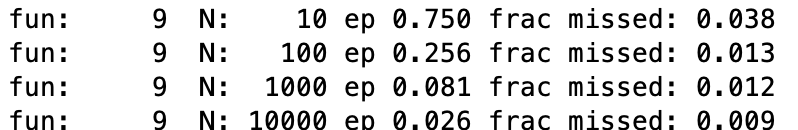 fun:     9  N:    10 ep 0.750 frac missed: 0.038
fun:     9  N:   100 ep 0.256 frac missed: 0.013
fun:     9  N:  1000 ep 0.081 frac missed: 0.012
fun:     9  N: 10000 ep 0.026 frac missed: 0.009